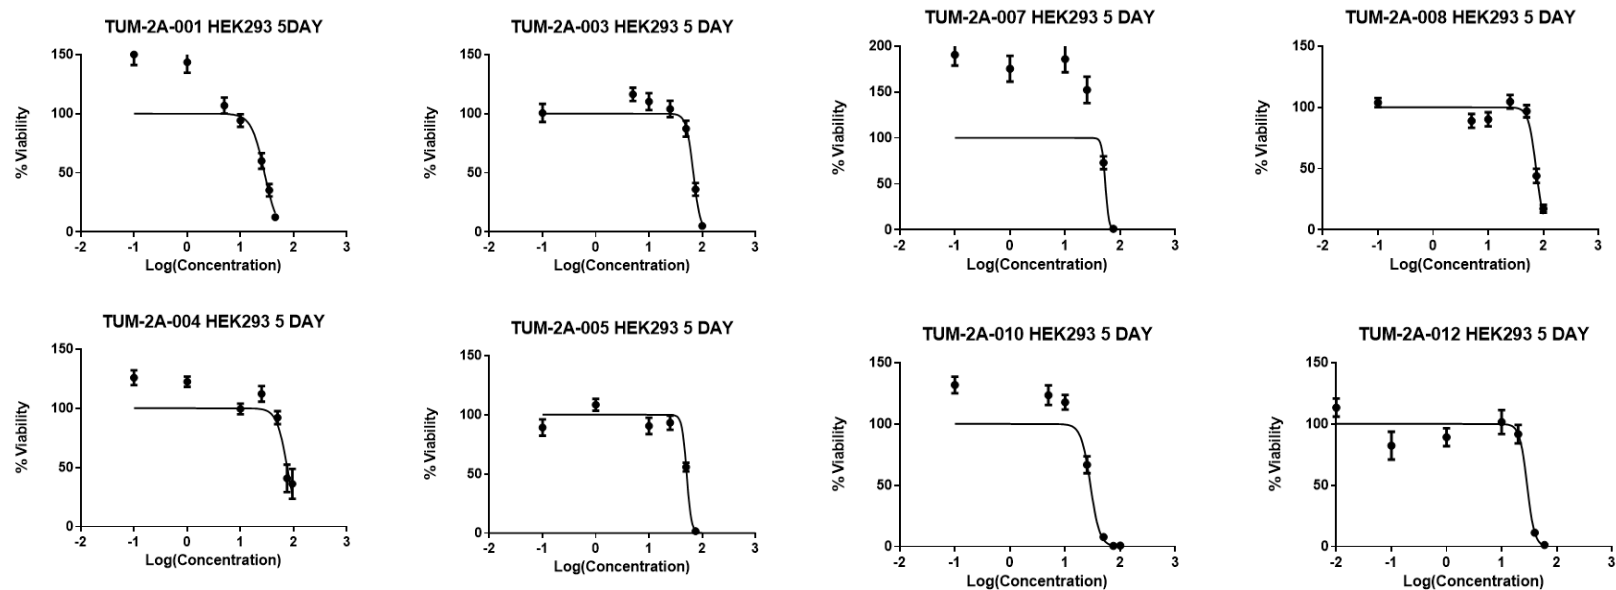 TUM-2A-001 HEK293 5DAY
150
100
50
0
% Viability
-2 -1 0 1 2 3
Log(Concentration)
TUM-2A-003 HEK293 5 DAY
150
100
50
0
% Viability
-2 -1 0 1 2 3
Log(Concentration)
TUM-2A-007 HEK293 5 DAY
200
150
100
50
0
% Viability
-2 -1 0 1 2 3
Log(Concentration)
TUM-2A-008 HEK293 5 DAY
150
100
50
0
% Viability
-2 -1 0 1 2 3
Log(Concentration)
TUM-2A-004 HEK293 5 DAY
150
100
50
0
% Viability
-2 -1 0 1 2 3
Log(Concentration)
TUM-2A-005 HEK293 5 DAY
150
100
50
0
% Viability
-2 -1 0 1 2 3
Log(Concentration)
TUM-2A-010 HEK293 5 DAY
150
100
50
0
% Viability
-2 -1 0 1 2 3
Log(Concentration)
TUM-2A-012 HEK293 5 DAY
150
100
50
0
% Viability
-2 -1 0 1 2 3
Log(Concentration)